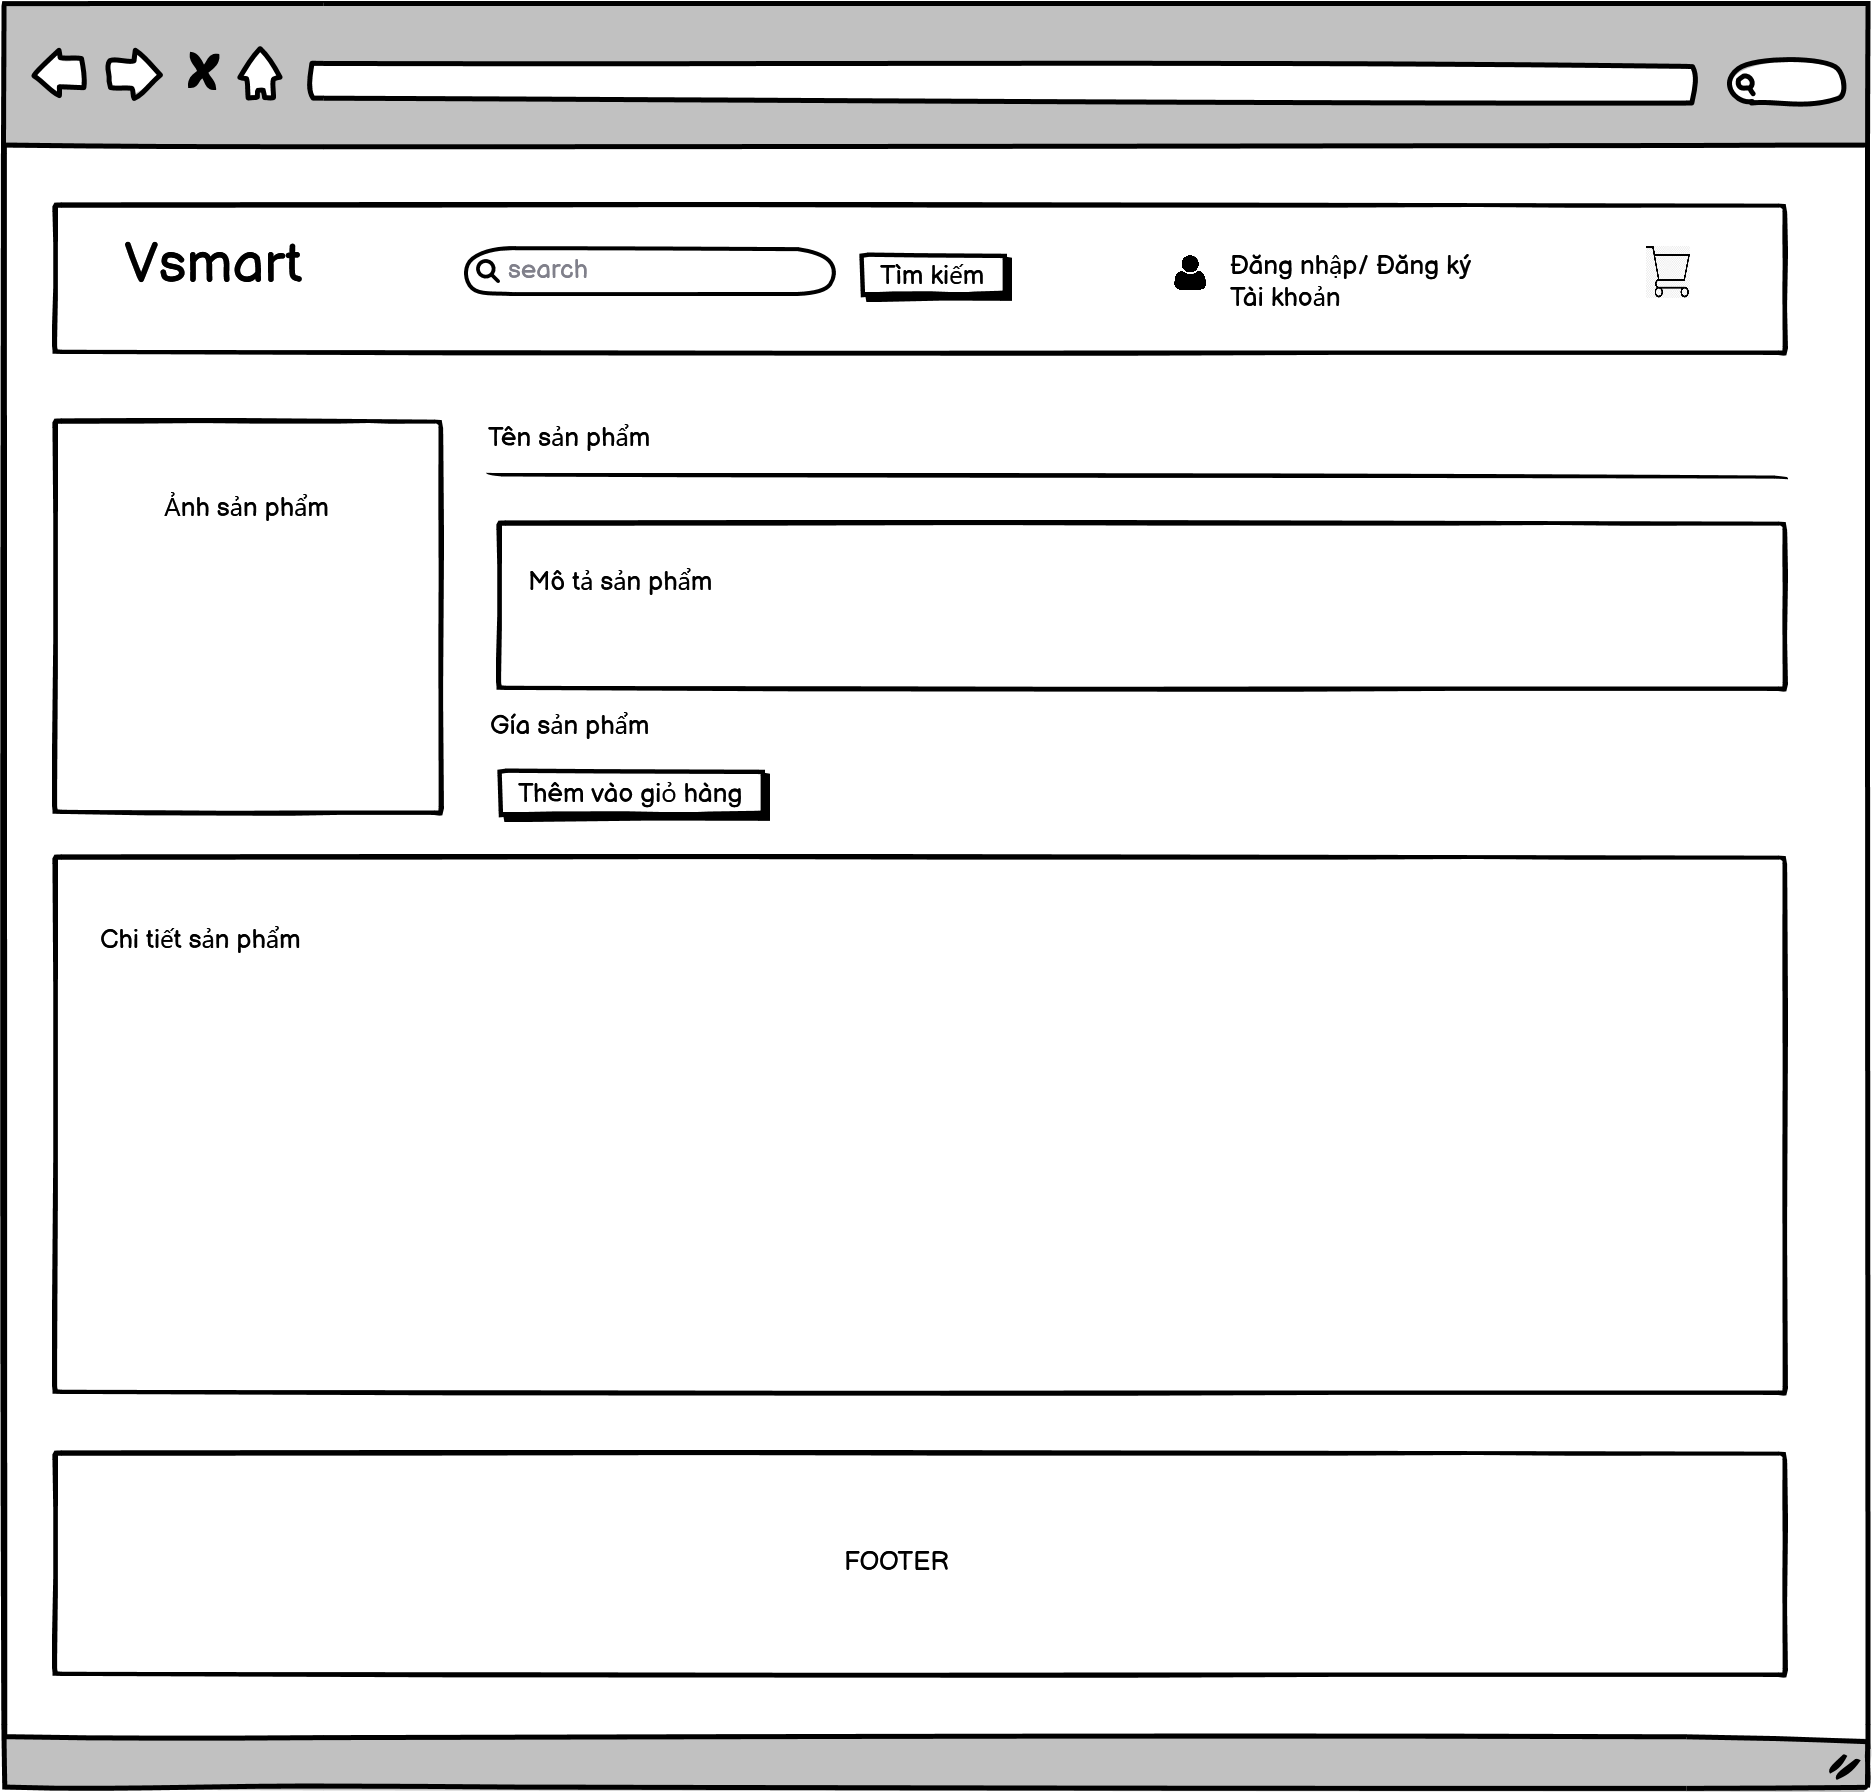 Vsmart
search
Tìm kiếm
Đăng nhập/ Đăng ký
Tài khoản
Tên sản phẩm
Ảnh sản phẩm
Mô tả sản phẩm
Gía sản phẩm
Thêm vào giỏ hàng
Chi tiết sản phẩm
FOOTER